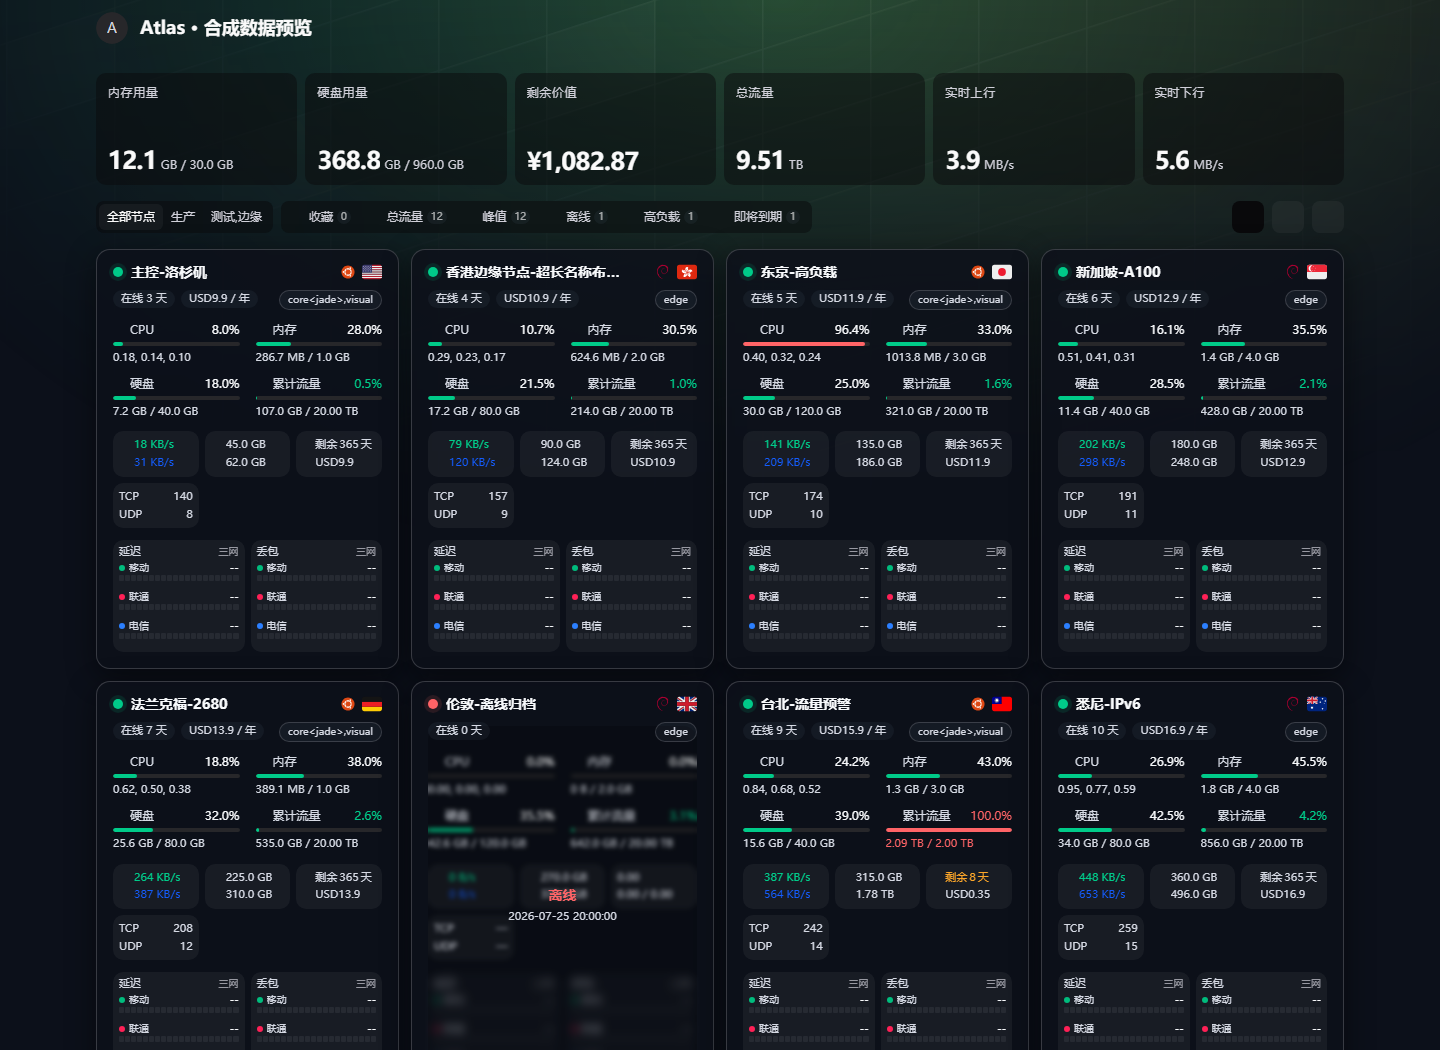 A Atlas • 合成数据预览
内存用量 硬盘用量 剩余价值 总流量 实时上行 实时下行
12.1 GB / 30.0 GB 368.8 GB / 960.0 GB ¥1,082.87 9.51 TB 3.9 MB/s 5.6 MB/s
全部节点 生产 测试,边缘 收藏 0 总流量 12 峰值 12 离线 1 高负载 1 即将到期 1
主控-洛杉矶
在线 3 天 USD9.9 / 年 core<jade>,visual
CPU 8.0% 内存 28.0%
0.18, 0.14, 0.10 286.7 MB / 1.0 GB
硬盘 18.0% 累计流量 0.5%
7.2 GB / 40.0 GB 107.0 GB / 20.00 TB
18 KB/s 45.0 GB 剩余 365 天
31 KB/s 62.0 GB USD9.9
TCP 140
UDP 8
延迟 三网 丢包 三网
移动 -- 移动 --
联通 -- 联通 --
电信 -- 电信 --
香港边缘节点-超长名称布...
在线 4 天 USD10.9 / 年 edge
CPU 10.7% 内存 30.5%
0.29, 0.23, 0.17 624.6 MB / 2.0 GB
硬盘 21.5% 累计流量 1.0%
17.2 GB / 80.0 GB 214.0 GB / 20.00 TB
79 KB/s 90.0 GB 剩余 365 天
120 KB/s 124.0 GB USD10.9
TCP 157
UDP 9
延迟 三网 丢包 三网
移动 -- 移动 --
联通 -- 联通 --
电信 -- 电信 --
东京-高负载
在线 5 天 USD11.9 / 年 core<jade>,visual
CPU 96.4% 内存 33.0%
0.40, 0.32, 0.24 1013.8 MB / 3.0 GB
硬盘 25.0% 累计流量 1.6%
30.0 GB / 120.0 GB 321.0 GB / 20.00 TB
141 KB/s 135.0 GB 剩余 365 天
209 KB/s 186.0 GB USD11.9
TCP 174
UDP 10
延迟 三网 丢包 三网
移动 -- 移动 --
联通 -- 联通 --
电信 -- 电信 --
新加坡-A100
在线 6 天 USD12.9 / 年 edge
CPU 16.1% 内存 35.5%
0.51, 0.41, 0.31 1.4 GB / 4.0 GB
硬盘 28.5% 累计流量 2.1%
11.4 GB / 40.0 GB 428.0 GB / 20.00 TB
202 KB/s 180.0 GB 剩余 365 天
298 KB/s 248.0 GB USD12.9
TCP 191
UDP 11
延迟 三网 丢包 三网
移动 -- 移动 --
联通 -- 联通 --
电信 -- 电信 --
法兰克福-2680
在线 7 天 USD13.9 / 年 core<jade>,visual
CPU 18.8% 内存 38.0%
0.62, 0.50, 0.38 389.1 MB / 1.0 GB
硬盘 32.0% 累计流量 2.6%
25.6 GB / 80.0 GB 535.0 GB / 20.00 TB
264 KB/s 225.0 GB 剩余 365 天
387 KB/s 310.0 GB USD13.9
TCP 208
UDP 12
延迟 三网 丢包 三网
移动 -- 移动 --
联通 -- 联通 --
伦敦-离线归档
在线 0 天 edge
离线
2026-07-25 20:00:00
台北-流量预警
在线 9 天 USD15.9 / 年 core<jade>,visual
CPU 24.2% 内存 43.0%
0.84, 0.68, 0.52 1.3 GB / 3.0 GB
硬盘 39.0% 累计流量 100.0%
15.6 GB / 40.0 GB 2.09 TB / 2.00 TB
387 KB/s 315.0 GB 剩余 8 天
564 KB/s 1.78 TB USD0.35
TCP 242
UDP 14
延迟 三网 丢包 三网
移动 -- 移动 --
联通 -- 联通 --
悉尼-IPv6
在线 10 天 USD16.9 / 年 edge
CPU 26.9% 内存 45.5%
0.95, 0.77, 0.59 1.8 GB / 4.0 GB
硬盘 42.5% 累计流量 4.2%
34.0 GB / 80.0 GB 856.0 GB / 20.00 TB
448 KB/s 360.0 GB 剩余 365 天
653 KB/s 496.0 GB USD16.9
TCP 259
UDP 15
延迟 三网 丢包 三网
移动 -- 移动 --
联通 -- 联通 --